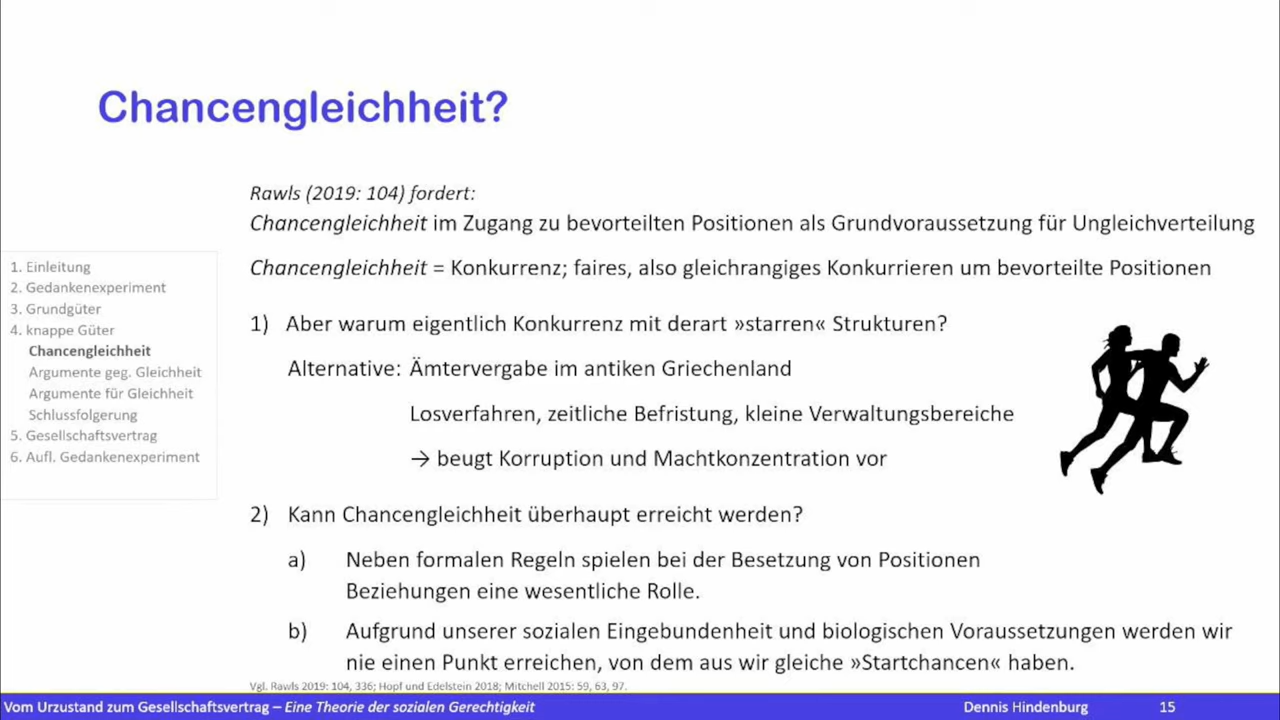 Chancengleichheit?
Rawls (2019: 104) fordert:
Chancengleichheit im Zugang zu bevorteilten Positionen als Grundvoraussetzung für Ungleichverteilung
Chancengleichheit = Konkurrenz; faires, also gleichrangiges Konkurrieren um bevorteilte Positionen
1. Einleitung
2. Gedankenexperiment
3. Grundgüter
4. knappe Güter
Chancengleichheit
Argumente geg. Gleichheit
Argumente für Gleichheit
Schlussfolgerung
5. Gesellschaftsvertrag
6. Aufl. Gedankenexperiment
1) Aber warum eigentlich Konkurrenz mit derart »starren« Strukturen?
Alternative: Ämtervergabe im antiken Griechenland
Losverfahren, zeitliche Befristung, kleine Verwaltungsbereiche
→ beugt Korruption und Machtkonzentration vor
2) Kann Chancengleichheit überhaupt erreicht werden?
a) Neben formalen Regeln spielen bei der Besetzung von Positionen
Beziehungen eine wesentliche Rolle.
b) Aufgrund unserer sozialen Eingebundenheit und biologischen Voraussetzungen werden wir
nie einen Punkt erreichen, von dem aus wir gleiche »Startchancen« haben.
Vgl. Rawls 2019: 104, 336; Hopf und Edelstein 2018; Mitchell 2015: 59, 63, 97.
Vom Urzustand zum Gesellschaftsvertrag – Eine Theorie der sozialen Gerechtigkeit
Dennis Hindenburg
15